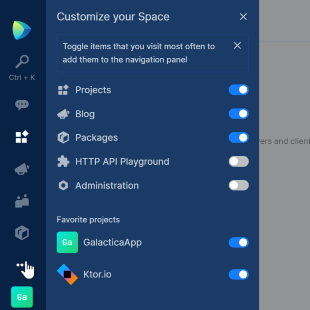 Customize your Space
Toggle items that you visit most often to
add them to the navigation panel
Ctrl + K
Projects
Blog
Packages
vers and client
HTTP API Playground
Administration
Favorite projects
Ga GalacticaApp
Ktor.io
Ga